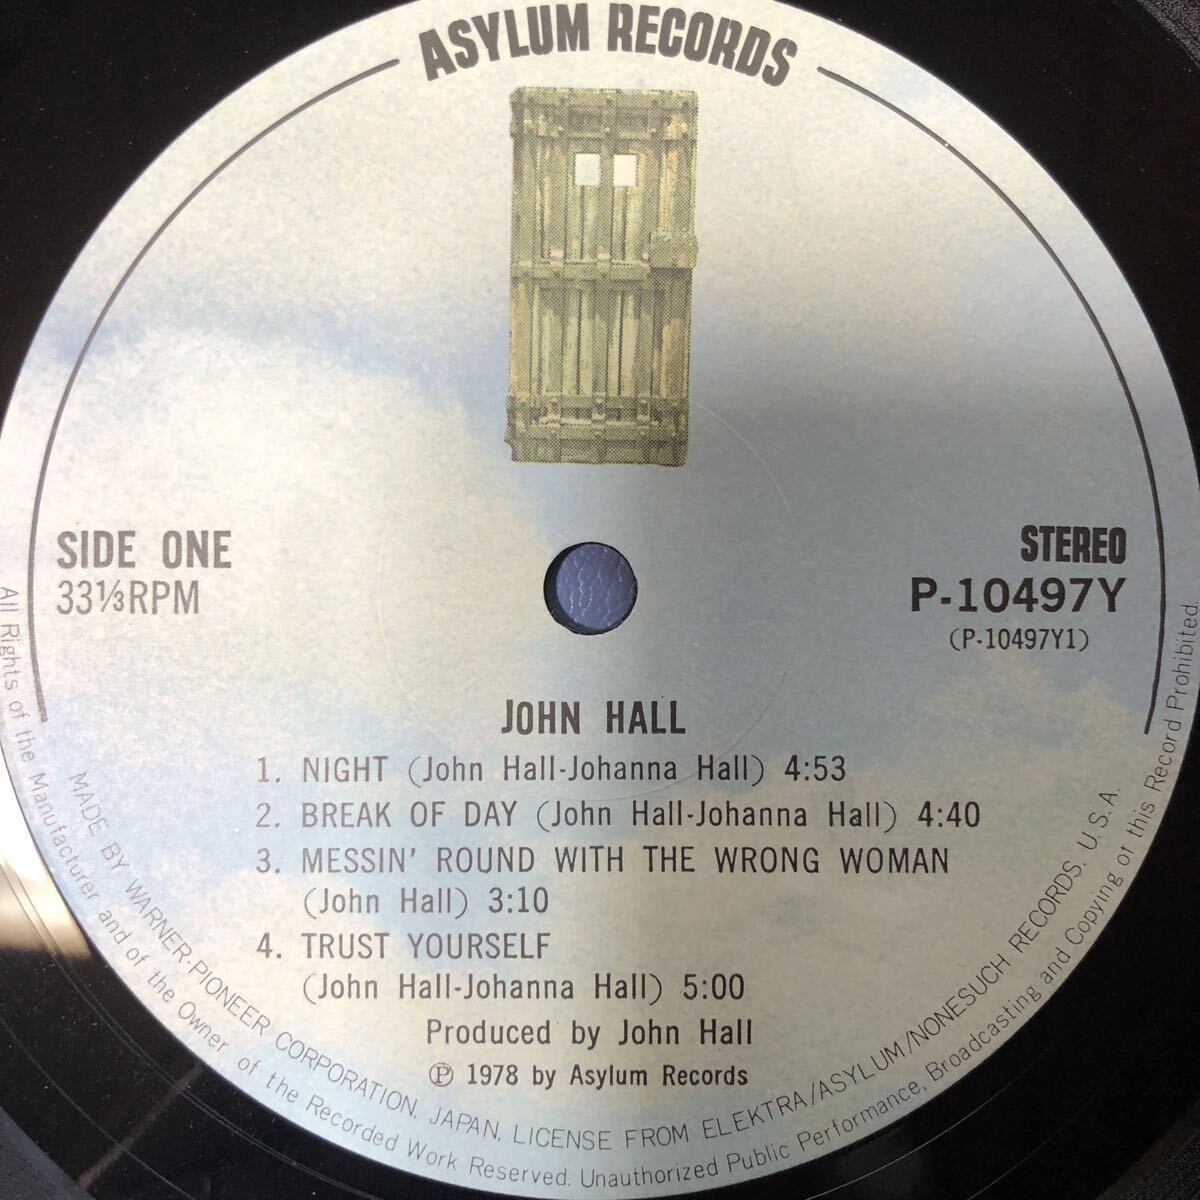 ASYLUM RECORDS
SIDE ONE
33⅓RPM
STEREO
P-10497Y
(P-10497Y1)
JOHN HALL
1. NIGHT (John Hall-Johanna Hall) 4:53
2. BREAK OF DAY (John Hall-Johanna Hall) 4:40
3. MESSIN' ROUND WITH THE WRONG WOMAN
(John Hall) 3:10
4. TRUST YOURSELF
(John Hall-Johanna Hall) 5:00
Produced by John Hall
℗ 1978 by Asylum Records
MADE BY WARNER-PIONEER CORPORATION, JAPAN. LICENSE FROM ELEKTRA/ASYLUM/NONESUCH RECORDS, U.S.A.
All Rights of the Manufacturer and of the Owner of the Recorded Work Reserved. Unauthorized Public Performance, Broadcasting and Copying of this Record Prohibited.